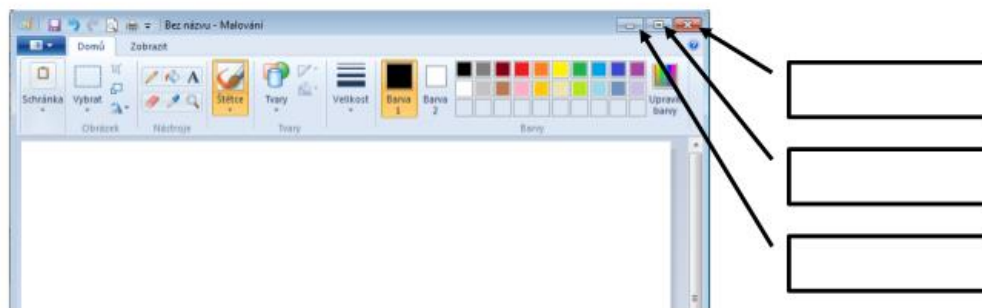 Bez názvu - Malování
Domů Zobrazit
Schránka Vybrat Štětce Tvary Velikost Barva 1 Barva 2 Upravit barvy
Obrázek Nástroje Tvary Barvy